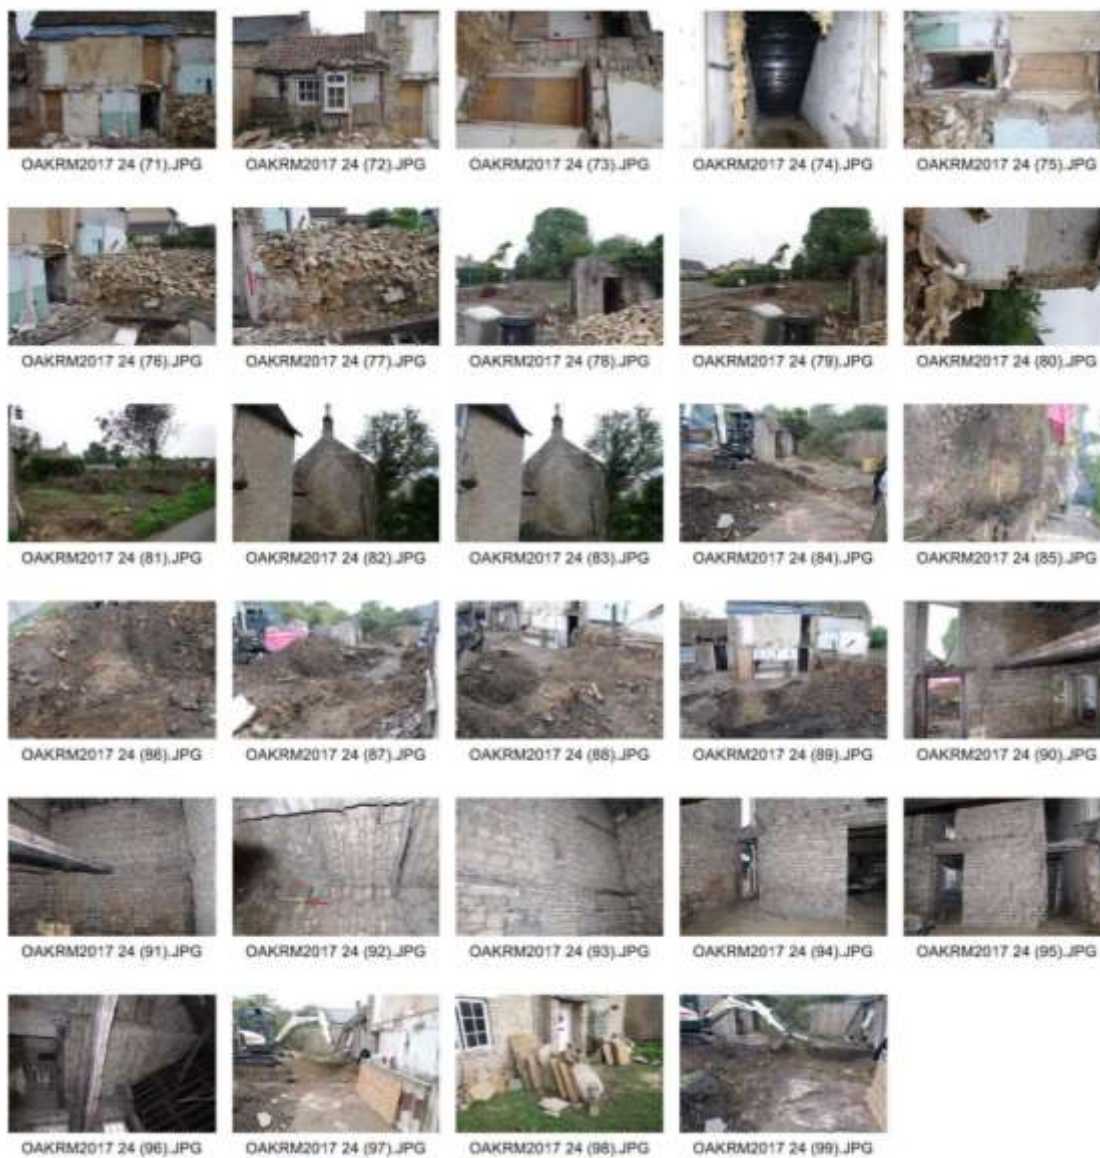 OAKRM2017 24 (71).JPG OAKRM2017 24 (72).JPG OAKRM2017 24 (73).JPG OAKRM2017 24 (74).JPG OAKRM2017 24 (75).JPG
OAKRM2017 24 (76).JPG OAKRM2017 24 (77).JPG OAKRM2017 24 (78).JPG OAKRM2017 24 (79).JPG OAKRM2017 24 (80).JPG
OAKRM2017 24 (81).JPG OAKRM2017 24 (82).JPG OAKRM2017 24 (83).JPG OAKRM2017 24 (84).JPG OAKRM2017 24 (85).JPG
OAKRM2017 24 (86).JPG OAKRM2017 24 (87).JPG OAKRM2017 24 (88).JPG OAKRM2017 24 (89).JPG OAKRM2017 24 (90).JPG
OAKRM2017 24 (91).JPG OAKRM2017 24 (92).JPG OAKRM2017 24 (93).JPG OAKRM2017 24 (94).JPG OAKRM2017 24 (95).JPG
OAKRM2017 24 (96).JPG OAKRM2017 24 (97).JPG OAKRM2017 24 (98).JPG OAKRM2017 24 (99).JPG